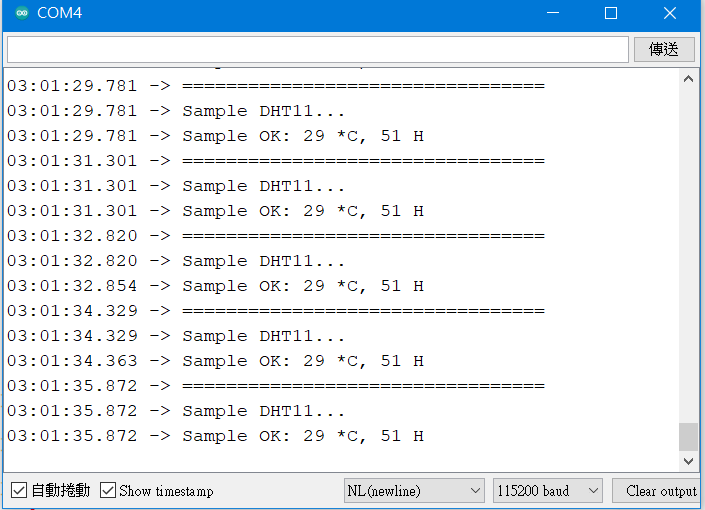 COM4
傳送
03:01:29.781 -> =================================
03:01:29.781 -> Sample DHT11...
03:01:29.781 -> Sample OK: 29 *C, 51 H
03:01:31.301 -> =================================
03:01:31.301 -> Sample DHT11...
03:01:31.301 -> Sample OK: 29 *C, 51 H
03:01:32.820 -> =================================
03:01:32.820 -> Sample DHT11...
03:01:32.854 -> Sample OK: 29 *C, 51 H
03:01:34.329 -> =================================
03:01:34.329 -> Sample DHT11...
03:01:34.363 -> Sample OK: 29 *C, 51 H
03:01:35.872 -> =================================
03:01:35.872 -> Sample DHT11...
03:01:35.872 -> Sample OK: 29 *C, 51 H
自動捲動 Show timestamp NL(newline) 115200 baud Clear output